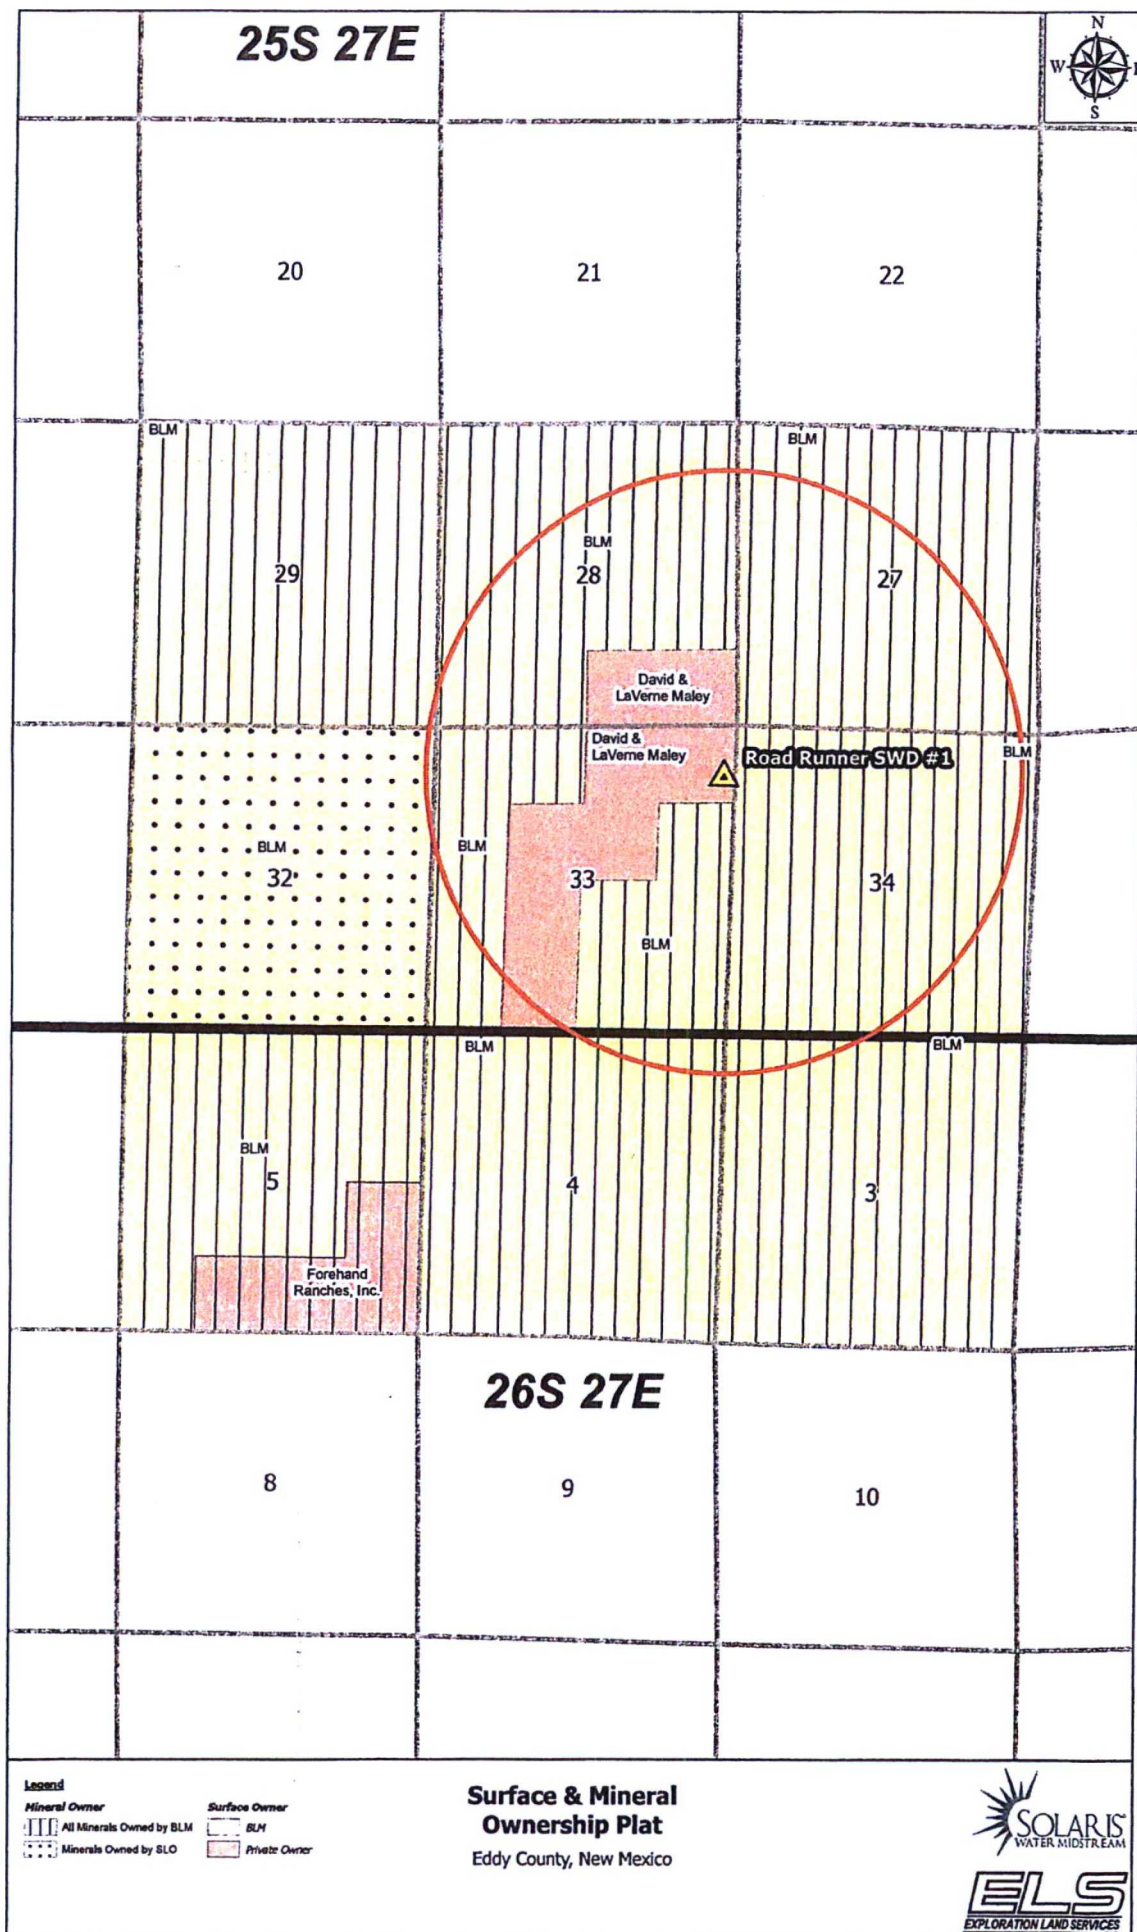 25S 27E
N
W
E
S
20
21
22
BLM
BLM
BLM
29
28
27
David &
LaVerne Maley
David &
LaVerne Maley
Road Runner SWD #1
BLM
BLM
32
BLM
33
34
BLM
BLM
BLM
BLM
5
4
3
Forehand
Ranches, Inc.
26S 27E
8
9
10
Legend
Mineral Owner
All Minerals Owned by BLM
Minerals Owned by SLO
Surface Owner
BLM
Private Owner
Surface & Mineral
Ownership Plat
Eddy County, New Mexico
SOLARIS
WATER MIDSTREAM
ELS
EXPLORATION LAND SERVICES